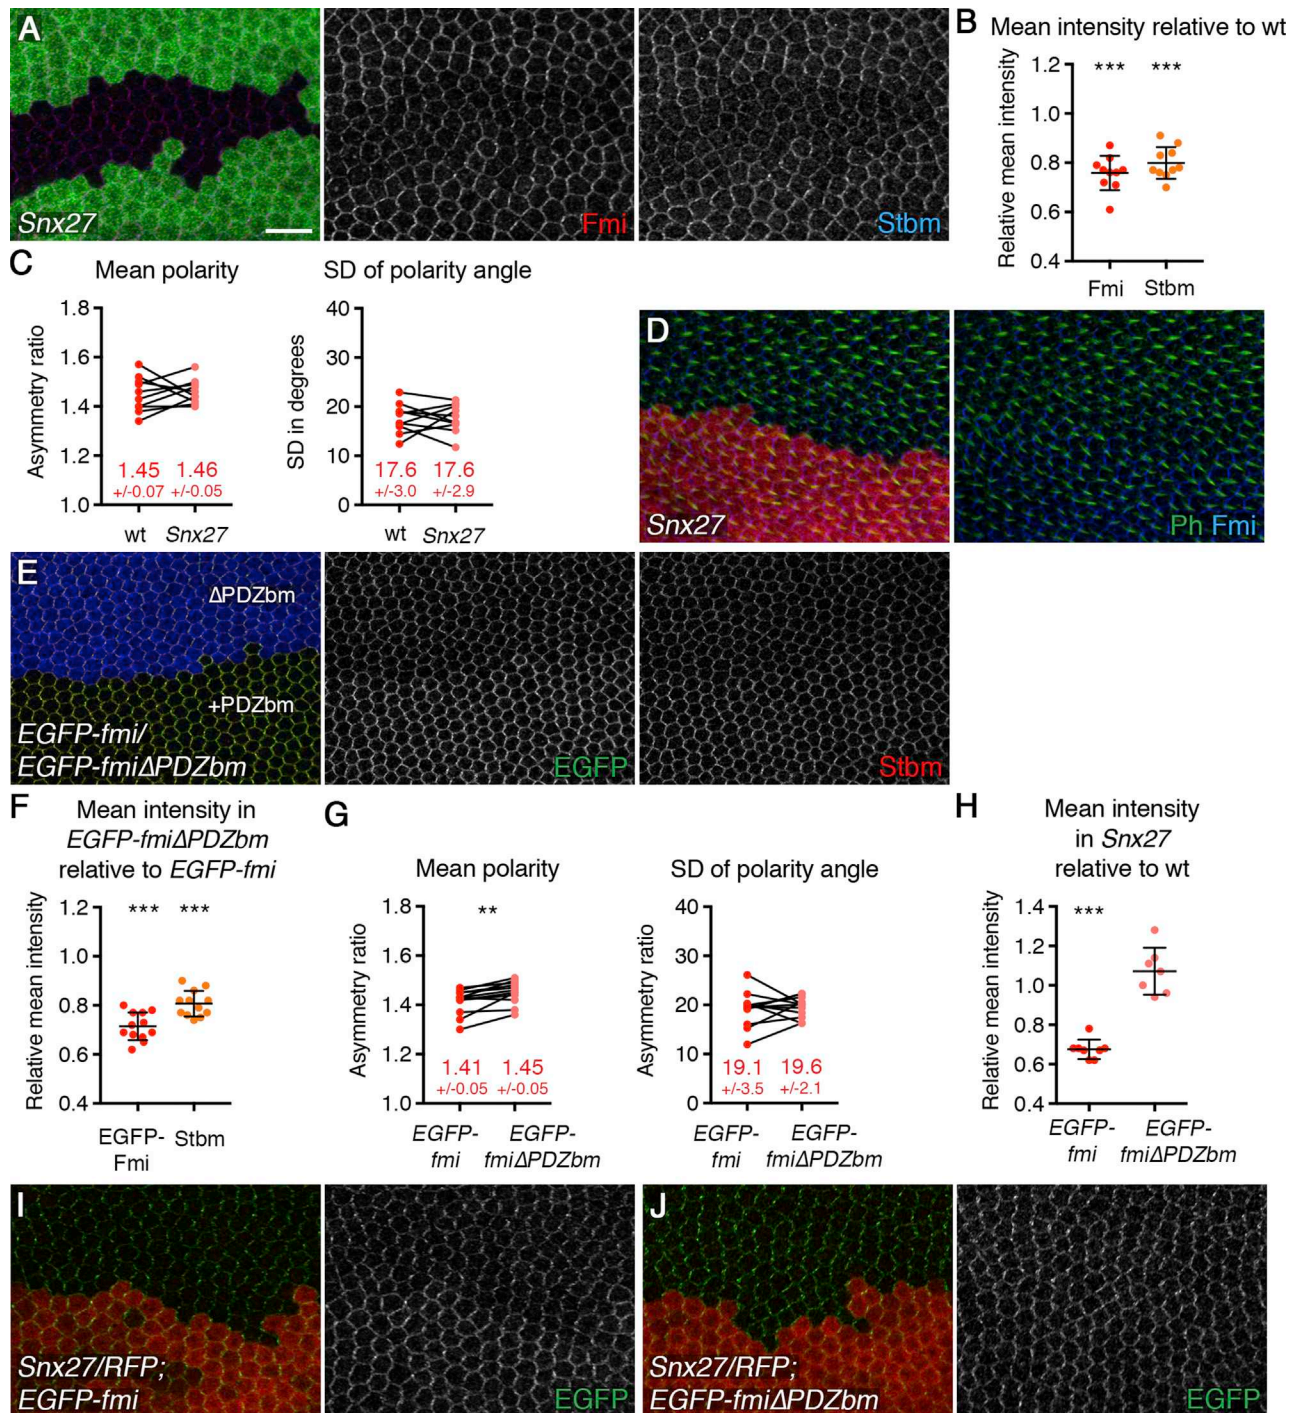 A
Snx27
Fmi
Stbm
B
Mean intensity relative to wt
Relative mean intensity
1.2
1.0
0.8
0.6
0.4
***
***
Fmi
Stbm
C
Mean polarity
Asymmetry ratio
1.8
1.6
1.4
1.2
1.0
1.45
1.46
+/-0.07
+/-0.05
wt
Snx27
SD of polarity angle
SD in degrees
40
30
20
10
0
17.6
17.6
+/-3.0
+/-2.9
wt
Snx27
D
Snx27
Ph Fmi
E
ΔPDZbm
+PDZbm
EGFP-fmi/
EGFP-fmiΔPDZbm
EGFP
Stbm
F
Mean intensity in
EGFP-fmiΔPDZbm
relative to EGFP-fmi
Relative mean intensity
1.2
1.0
0.8
0.6
0.4
***
***
EGFP-
Fmi
Stbm
G
Mean polarity
Asymmetry ratio
1.8
1.6
1.4
1.2
1.0
**
1.41
1.45
+/-0.05
+/-0.05
EGFP-
fmi
EGFP-
fmiΔPDZbm
SD of polarity angle
Asymmetry ratio
40
30
20
10
0
19.1
19.6
+/-3.5
+/-2.1
EGFP-
fmi
EGFP-
fmiΔPDZbm
H
Mean intensity
in Snx27
relative to wt
Relative mean intensity
1.4
1.2
1.0
0.8
0.6
0.4
***
EGFP-
fmi
EGFP-
fmiΔPDZbm
I
Snx27/RFP;
EGFP-fmi
EGFP
J
Snx27/RFP;
EGFP-fmiΔPDZbm
EGFP